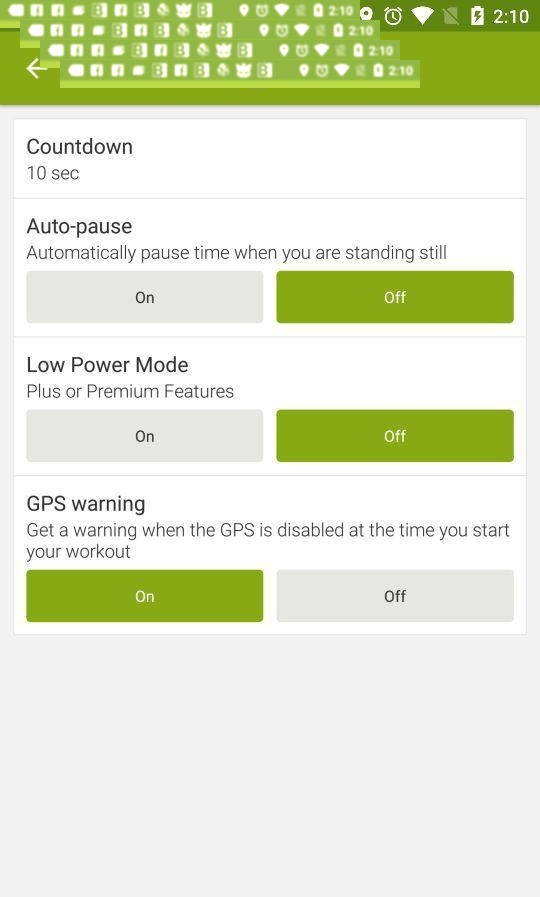 2:10
2:10
2:10
2:10
2:10
Countdown
10 sec
Auto-pause
Automatically pause time when you are standing still
On Off
Low Power Mode
Plus or Premium Features
On Off
GPS warning
Get a warning when the GPS is disabled at the time you start
your workout
On Off